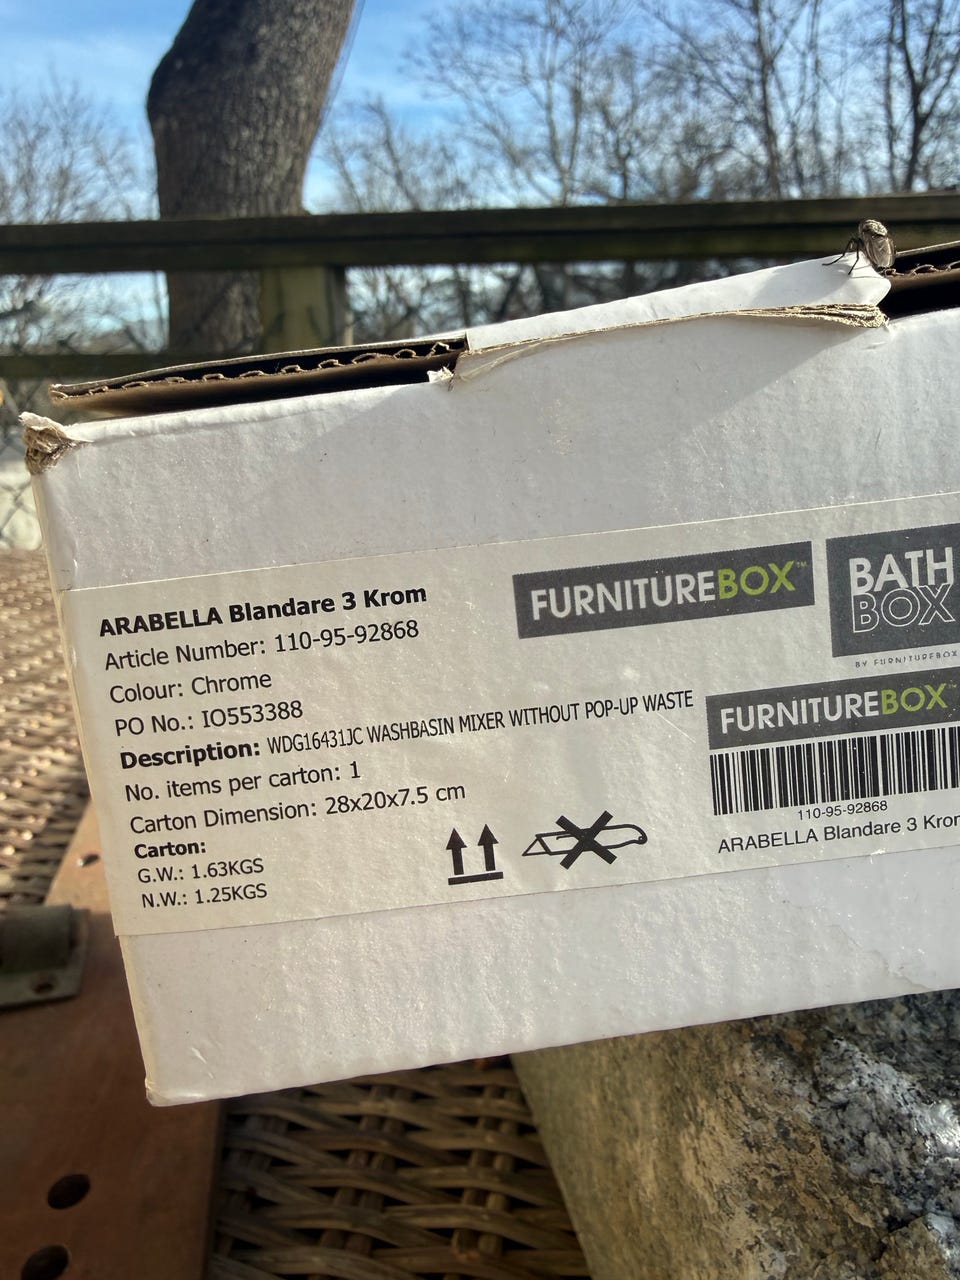 ARABELLA Blandare 3 Krom
Article Number: 110-95-92868
Colour: Chrome
PO No.: IO553388
Description: WDG16431JC WASHBASIN MIXER WITHOUT POP-UP WASTE
No. items per carton: 1
Carton Dimension: 28x20x7.5 cm
Carton:
G.W.: 1.63KGS
N.W.: 1.25KGS
FURNITUREBOX™
BATH
BOX
BY FURNITUREBOX
FURNITUREBOX™
110-95-92868
ARABELLA Blandare 3 Krom